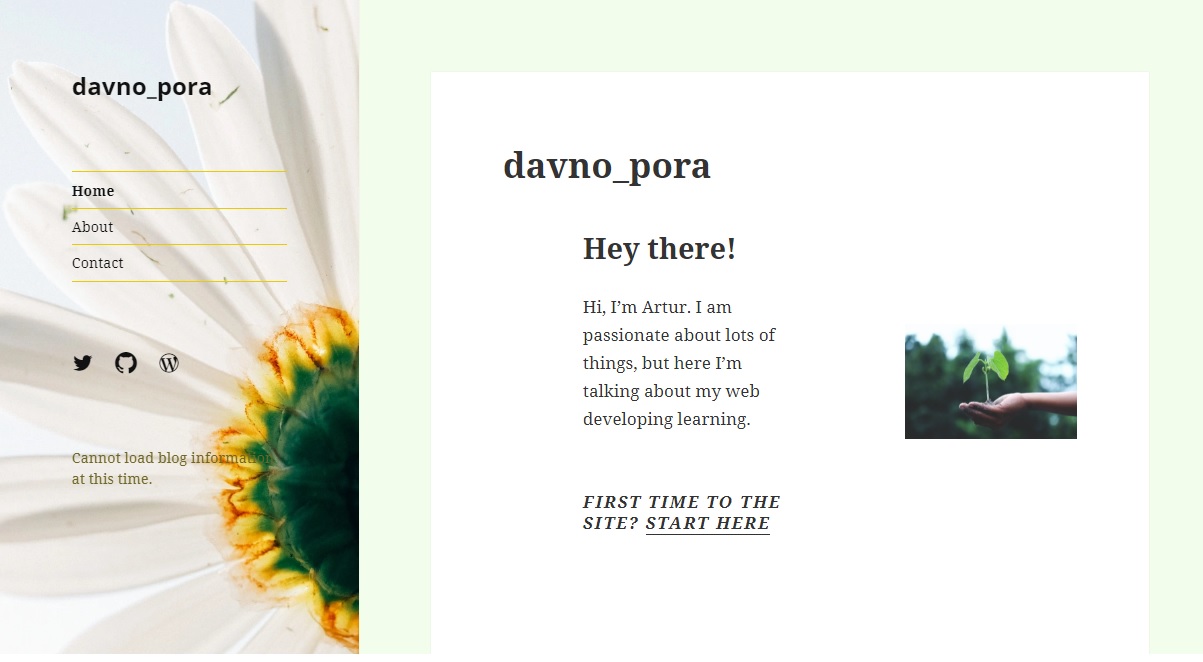 davno_pora
Home
About
Contact
Cannot load blog information
at this time.
davno_pora
Hey there!
Hi, I’m Artur. I am
passionate about lots of
things, but here I’m
talking about my web
developing learning.
FIRST TIME TO THE
SITE? START HERE